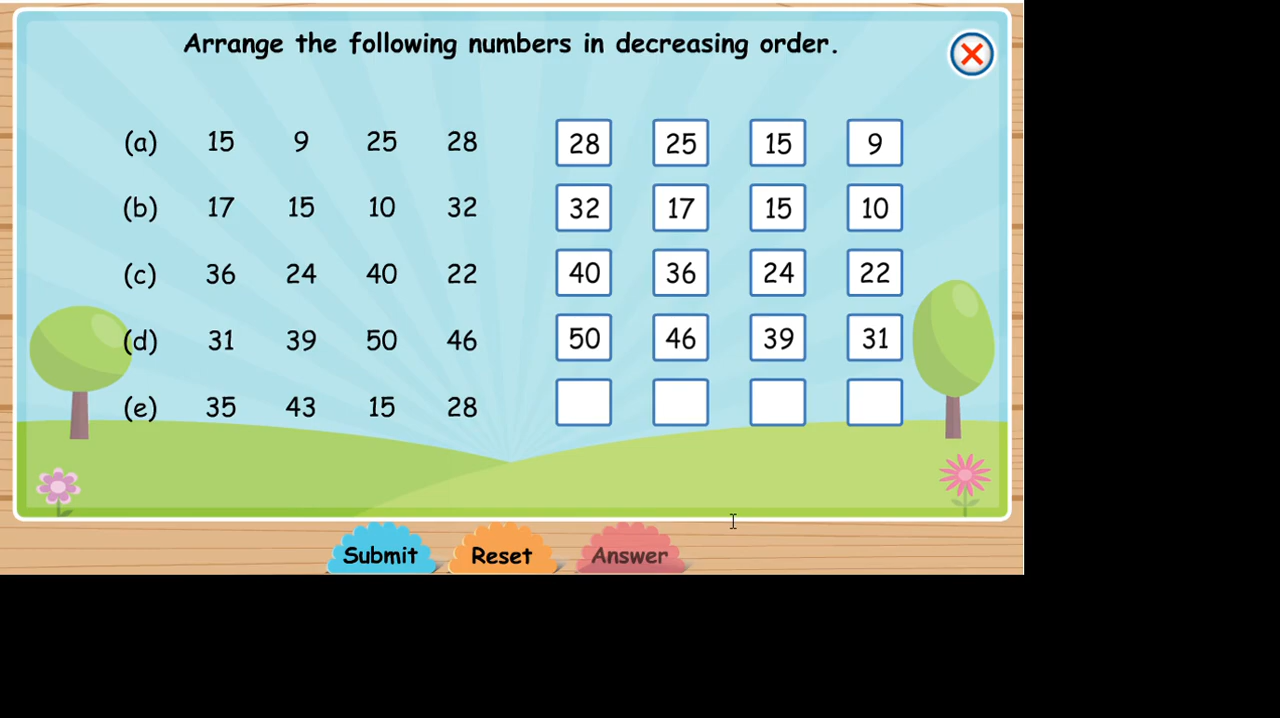 Arrange the following numbers in decreasing order.
(a) 15 9 25 28 28 25 15 9
(b) 17 15 10 32 32 17 15 10
(c) 36 24 40 22 40 36 24 22
(d) 31 39 50 46 50 46 39 31
(e) 35 43 15 28
Submit Reset Answer